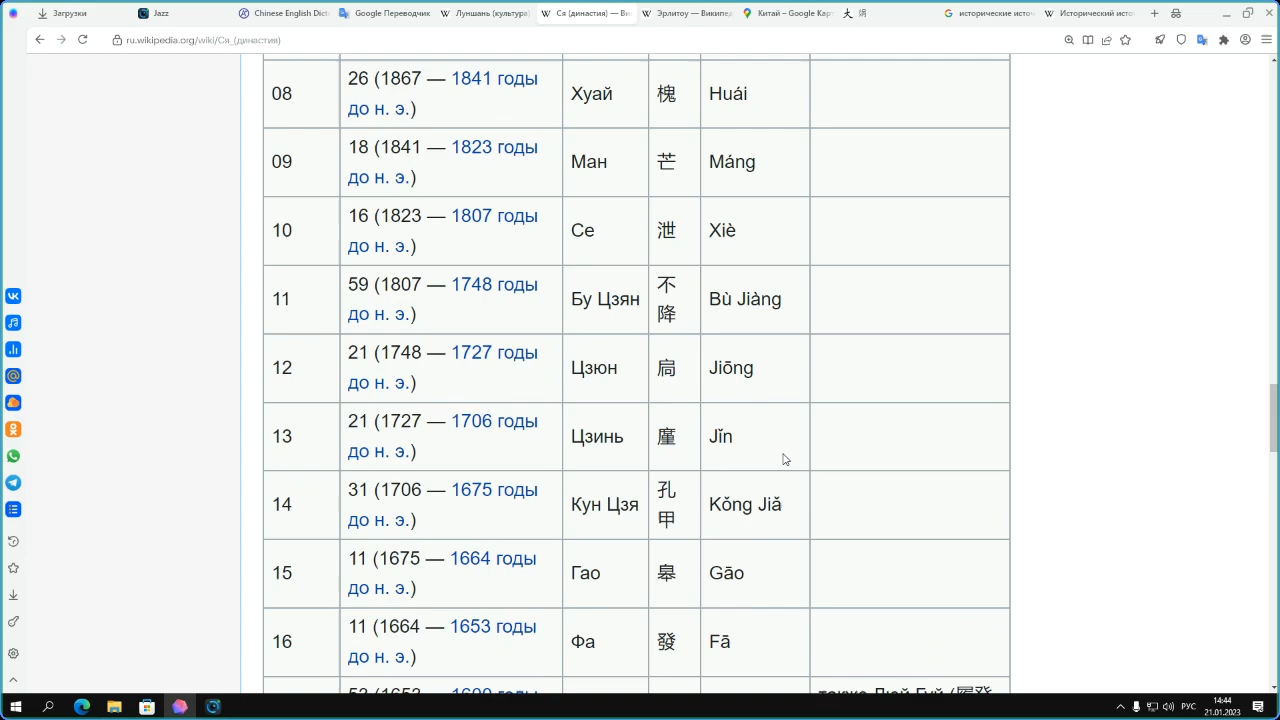 Загрузки
Jazz
Chinese English Dict
Google Переводчик
Луншань (культура)
Ся (династия) — Ви
Эрлитоу — Википед
Китай – Google Кар
исторические источ
Исторический исто
ru.wikipedia.org/wiki/Ся_(династия)
08
26 (1867 — 1841 годы
до н. э.)
Хуай
槐
Huái
09
18 (1841 — 1823 годы
до н. э.)
Ман
芒
Máng
10
16 (1823 — 1807 годы
до н. э.)
Се
泄
Xiè
11
59 (1807 — 1748 годы
до н. э.)
Бу Цзян
不
降
Bù Jiàng
12
21 (1748 — 1727 годы
до н. э.)
Цзюн
扃
Jiōng
13
21 (1727 — 1706 годы
до н. э.)
Цзинь
廑
Jǐn
14
31 (1706 — 1675 годы
до н. э.)
Кун Цзя
孔
甲
Kǒng Jiǎ
15
11 (1675 — 1664 годы
до н. э.)
Гао
皋
Gāo
16
11 (1664 — 1653 годы
до н. э.)
Фа
發
Fā
РУС
14:44
21.01.2023